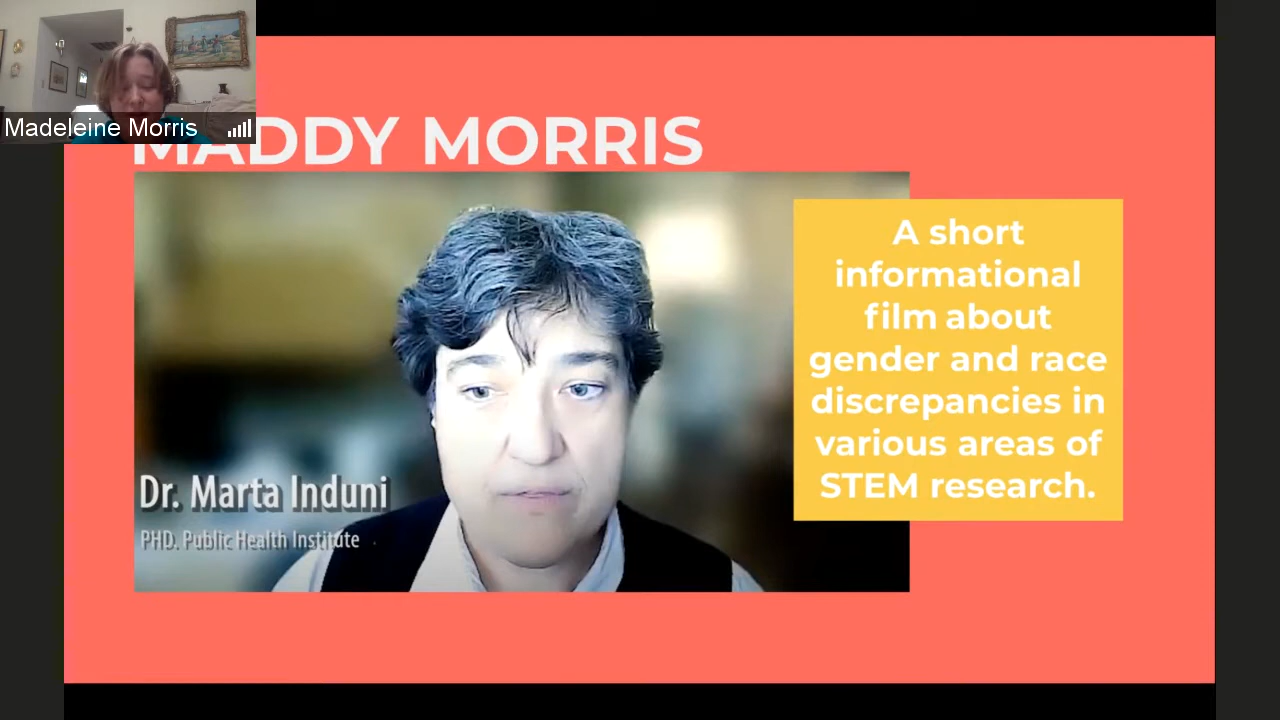 Madeleine Morris
MADDY MORRIS
A short
informational
film about
gender and race
discrepancies in
various areas of
STEM research.
Dr. Marta Induni
PHD. Public Health Institute